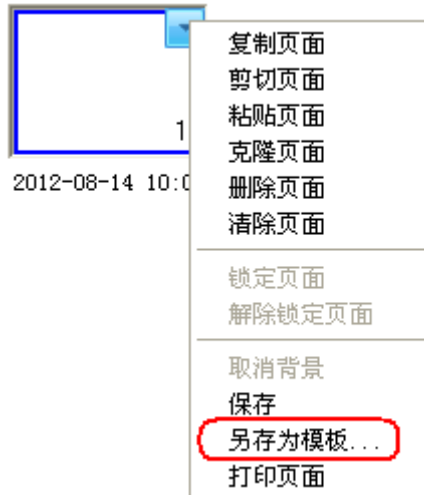 1
2012-08-14 10:0
复制页面
剪切页面
粘贴页面
克隆页面
删除页面
清除页面
锁定页面
解除锁定页面
取消背景
保存
另存为模板...
打印页面